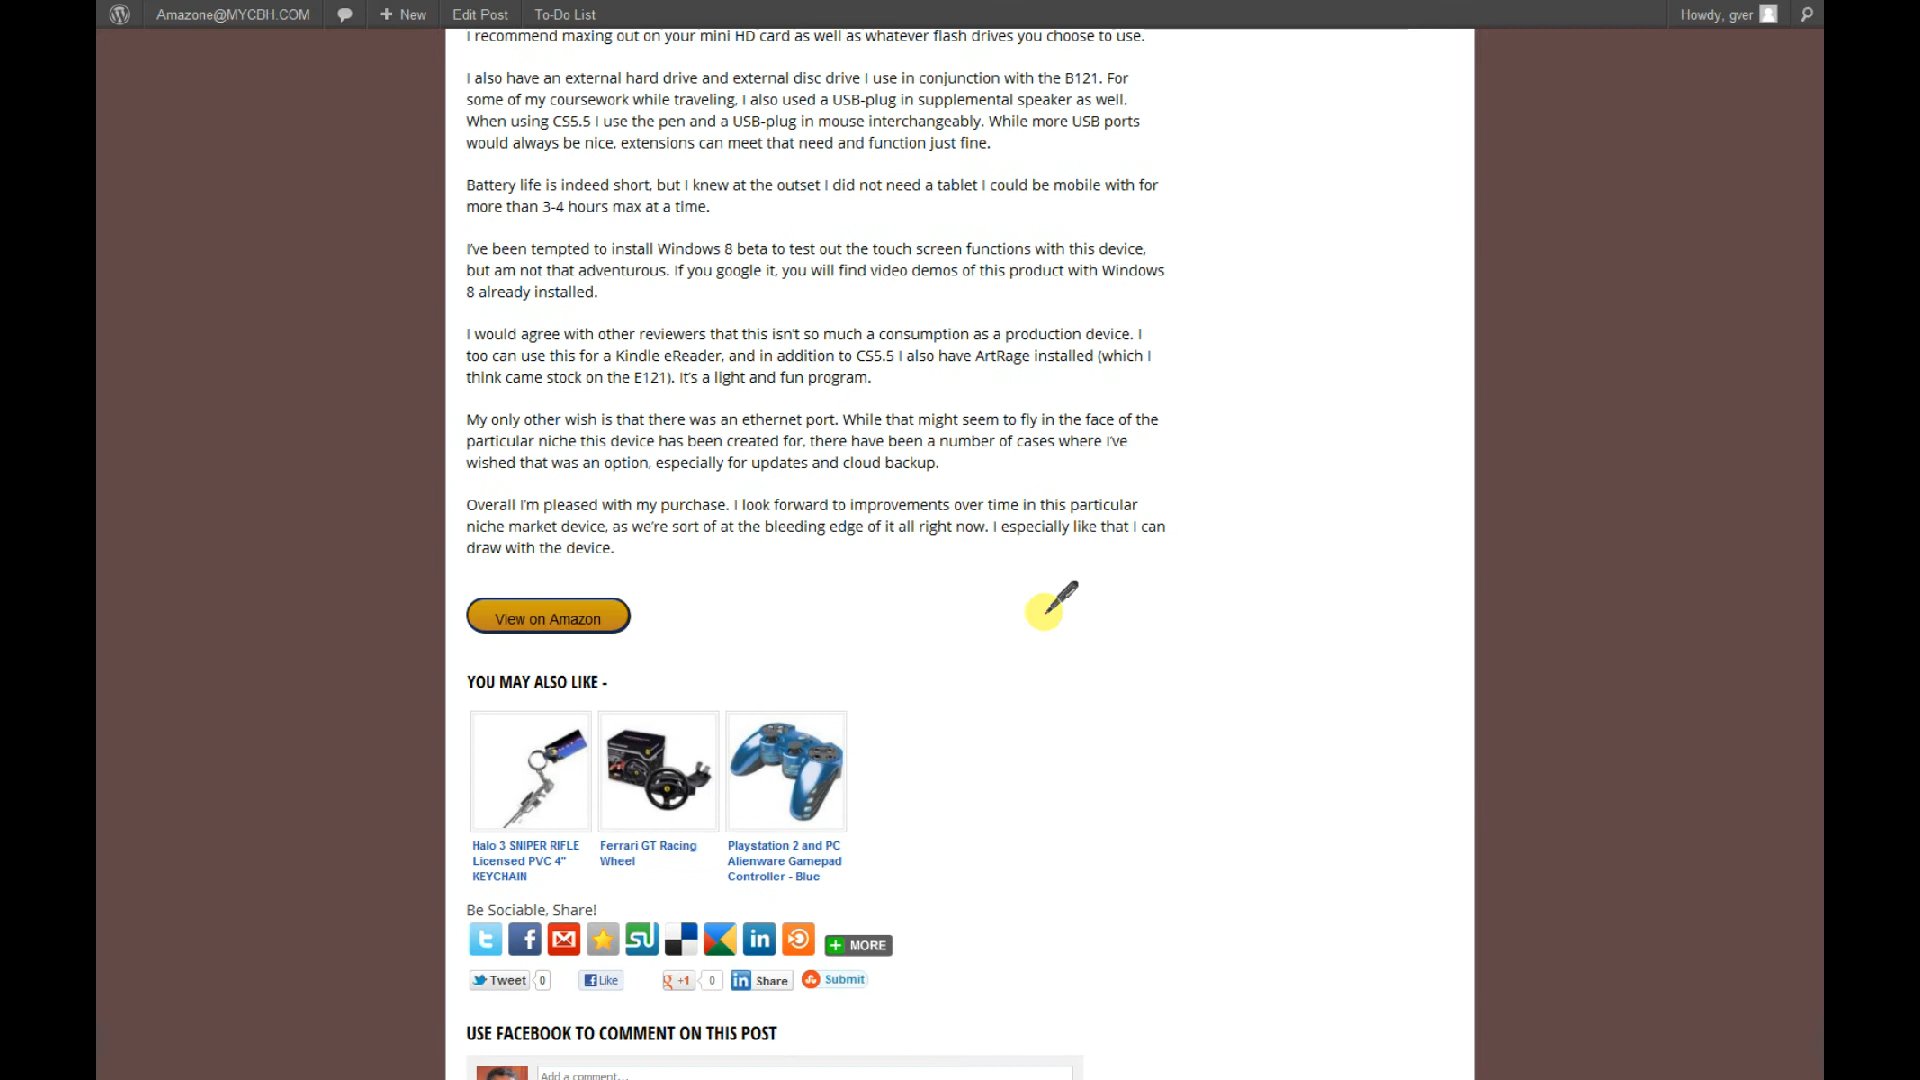 Amazone@MYCDH.COM New Edit Post To-Do List Howdy, gver
I recommend maxing out on your mini HD card as well as whatever flash drives you choose to use.
I also have an external hard drive and external disc drive I use in conjunction with the B121. For
some of my coursework while traveling, I also used a USB-plug in supplemental speaker as well.
When using CS5.5 I use the pen and a USB-plug in mouse interchangeably. While more USB ports
would always be nice, extensions can meet that need and function just fine.
Battery life is indeed short, but I knew at the outset I did not need a tablet I could be mobile with for
more than 3-4 hours max at a time.
I've been tempted to install Windows 8 beta to test out the touch screen functions with this device,
but am not that adventurous. If you google it, you will find video demos of this product with Windows
8 already installed.
I would agree with other reviewers that this isn't so much a consumption as a production device. I
too can use this for a Kindle eReader, and in addition to CS5.5 I also have ArtRage installed (which I
think came stock on the E121). It's a light and fun program.
My only other wish is that there was an ethernet port. While that might seem to fly in the face of the
particular niche this device has been created for, there have been a number of cases where I've
wished that was an option, especially for updates and cloud backup.
Overall I'm pleased with my purchase. I look forward to improvements over time in this particular
niche market device, as we're sort of at the bleeding edge of it all right now. I especially like that I can
draw with the device.
View on Amazon
YOU MAY ALSO LIKE -
Halo 3 SNIPER RIFLE
Licensed PVC 4"
KEYCHAIN
Ferrari GT Racing
Wheel
Playstation 2 and PC
Alienware Gamepad
Controller - Blue
Be Sociable, Share!
MORE
Tweet 0 Like +1 0 Share Submit
USE FACEBOOK TO COMMENT ON THIS POST
Add a comment...